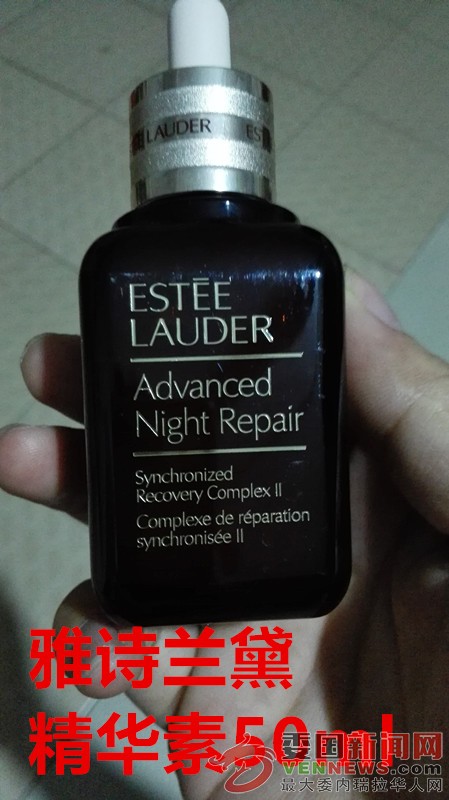 LAUDER ES
ESTĒE
LAUDER
Advanced
Night Repair
Synchronized
Recovery Complex II
Complexe de réparation
synchronisée II
雅诗兰黛
精华素50ml
委国新闻网
VENNEWS.com
最大委内瑞拉华人网